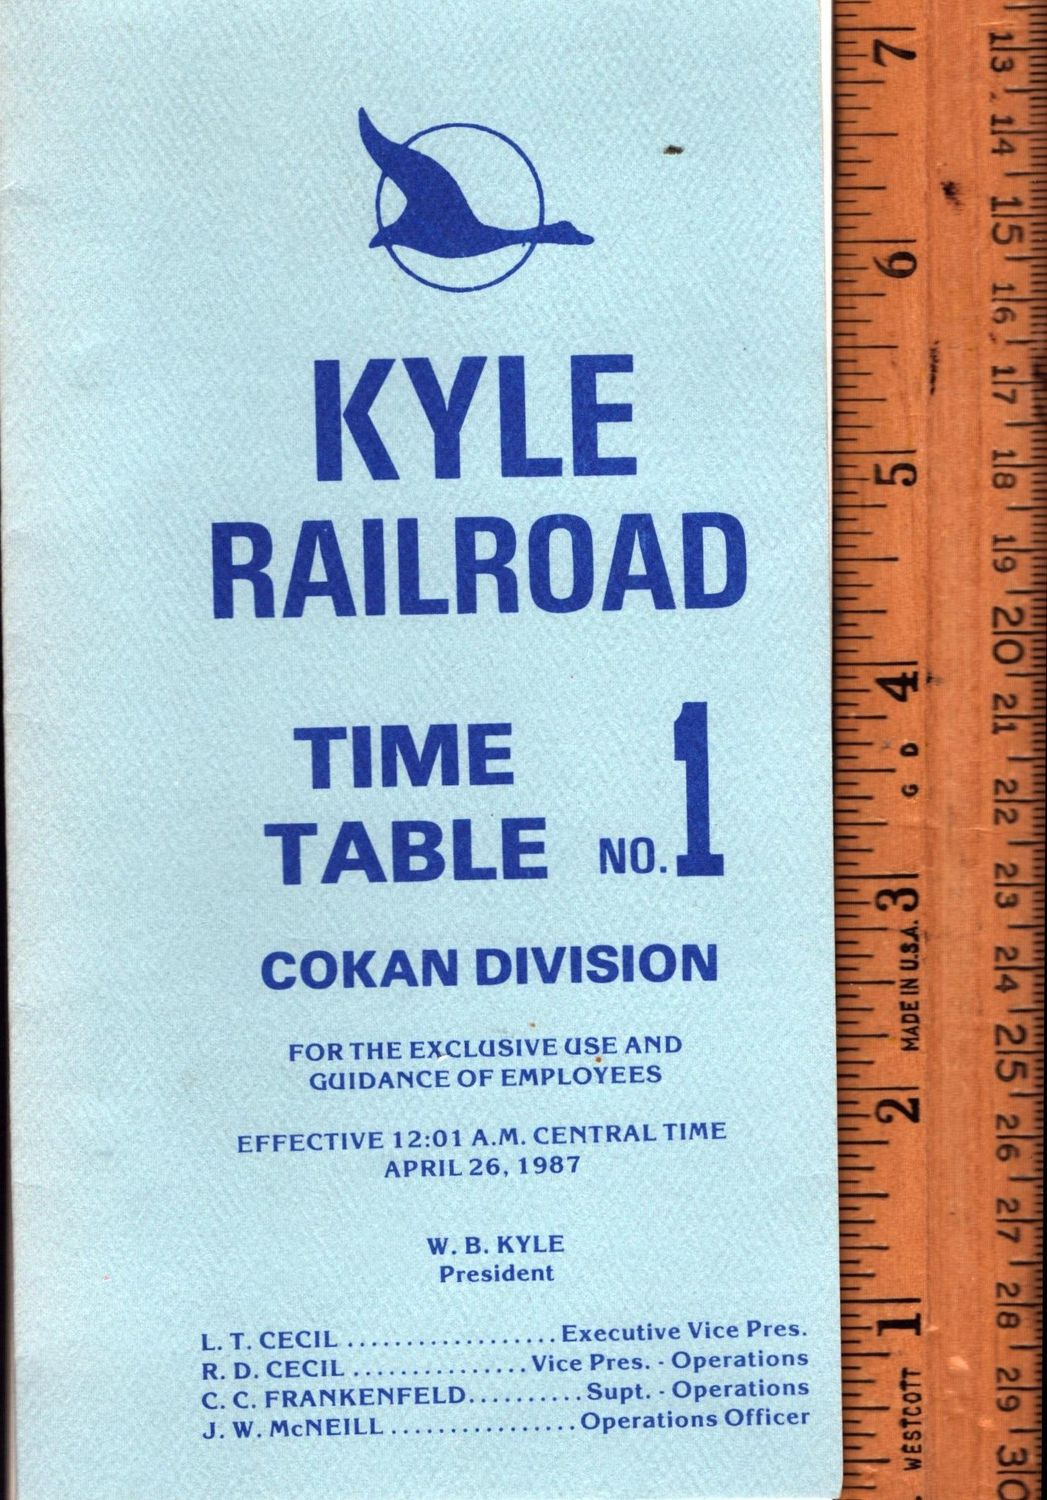 KYLE
RAILROAD
TIME
TABLE NO. 1
COKAN DIVISION
FOR THE EXCLUSIVE USE AND
GUIDANCE OF EMPLOYEES
EFFECTIVE 12:01 A.M. CENTRAL TIME
APRIL 26, 1987
W. B. KYLE
President
L. T. CECIL ................. Executive Vice Pres.
R. D. CECIL ............... Vice Pres. - Operations
C. C. FRANKENFELD.......... Supt. - Operations
J. W. McNEILL ................ Operations Officer
7
6
5
4
G D
3
MADE IN U.S.A.
2
1
WESTCOTT
13
14
15
16
17
18
19
20
21
22
23
24
25
26
27
28
29
30